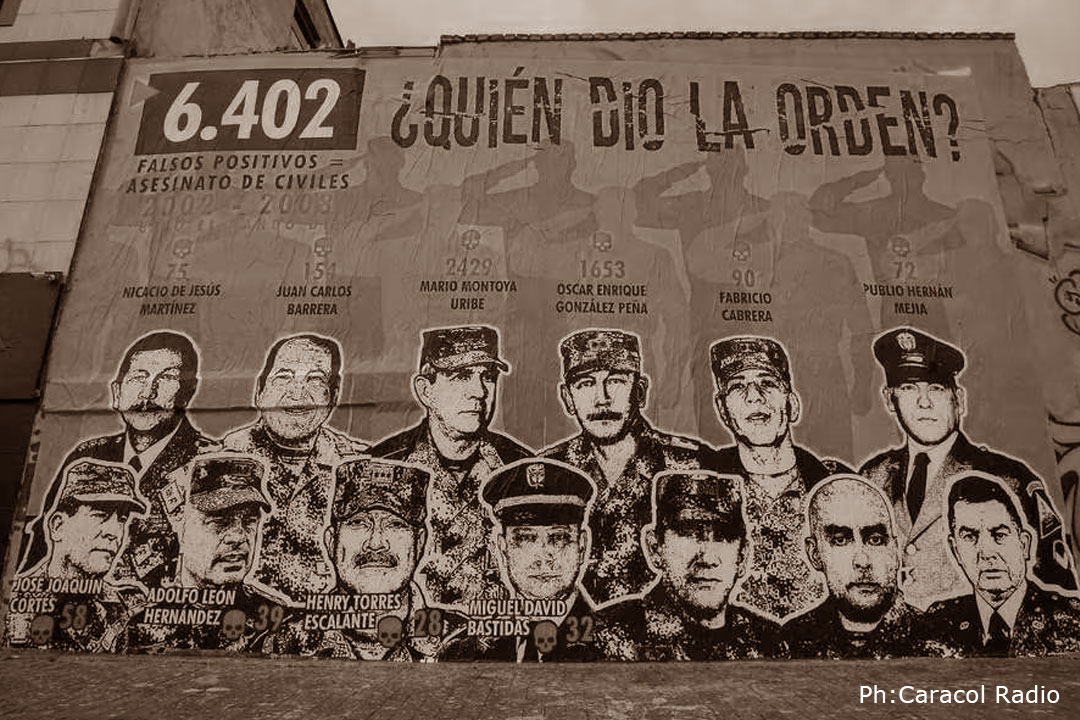 6.402
¿QUIÉN DIO LA ORDEN?
FALSOS POSITIVOS =
ASESINATO DE CIVILES
2002 - 2008
75
NICACIO DE JESÚS
MARTÍNEZ
154
JUAN CARLOS
BARRERA
2429
MARIO MONTOYA
URIBE
1653
OSCAR ENRIQUE
GONZÁLEZ PEÑA
90
FABRICIO
CABRERA
72
PUBLIO HERNÁN
MEJIA
JOSÉ JOAQUÍN
CORTÉS 58
ADOLFO LEÓN
HERNÁNDEZ 39
HENRY TORRES
ESCALANTE 28
MIGUEL DAVID
BASTIDAS 32
Ph:Caracol Radio